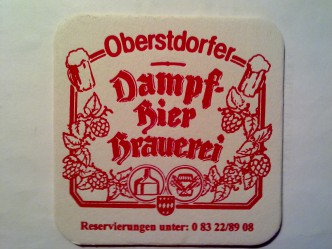 Oberstdorfer
Dampf-
bier
Brauerei
Reservierungen unter: 0 83 22/89 08